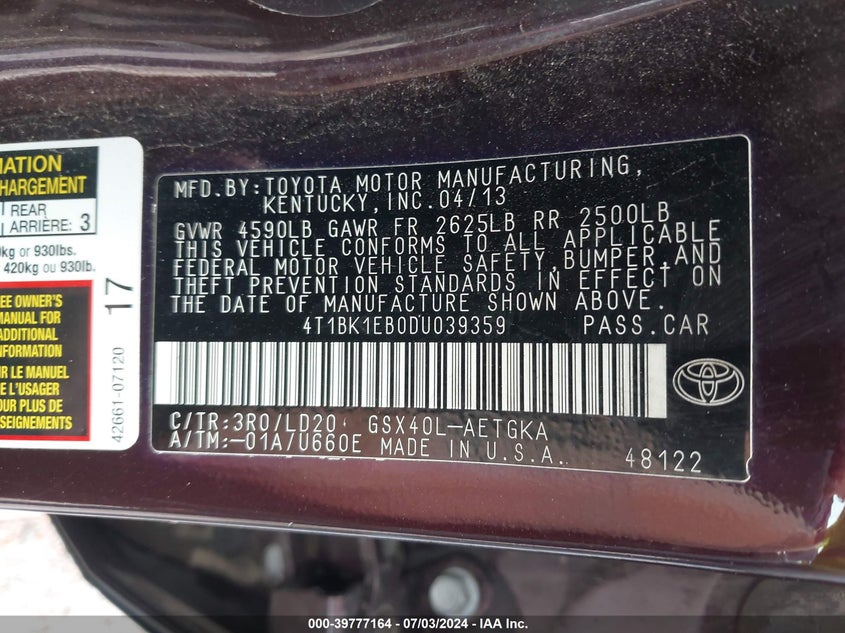 MATION
CHARGEMENT
REAR
ARRIÈRE: 3
kg or 930lbs.
420kg ou 930lb.
EE OWNER'S
MANUAL FOR
ADDITIONAL
FORMATION
R LE MANUEL
E L'USAGER
OUR PLUS DE
SEIGNEMENTS
17
42661-07120
MFD.BY:TOYOTA MOTOR MANUFACTURING,
KENTUCKY,INC.04/13
GVWR 4590LB GAWR FR 2625LB RR 2500LB
THIS VEHICLE CONFORMS TO ALL APPLICABLE
FEDERAL MOTOR VEHICLE SAFETY,BUMPER,AND
THEFT PREVENTION STANDARDS IN EFFECT ON
THE DATE OF MANUFACTURE SHOWN ABOVE.
4T1BK1EB0DU039359 PASS.CAR
C/TR:3R0/LD20 GSX40L-AETGKA
A/TM:-01A/U660E MADE IN U.S.A. 48122
000-39777164 - 07/03/2024 - IAA Inc.